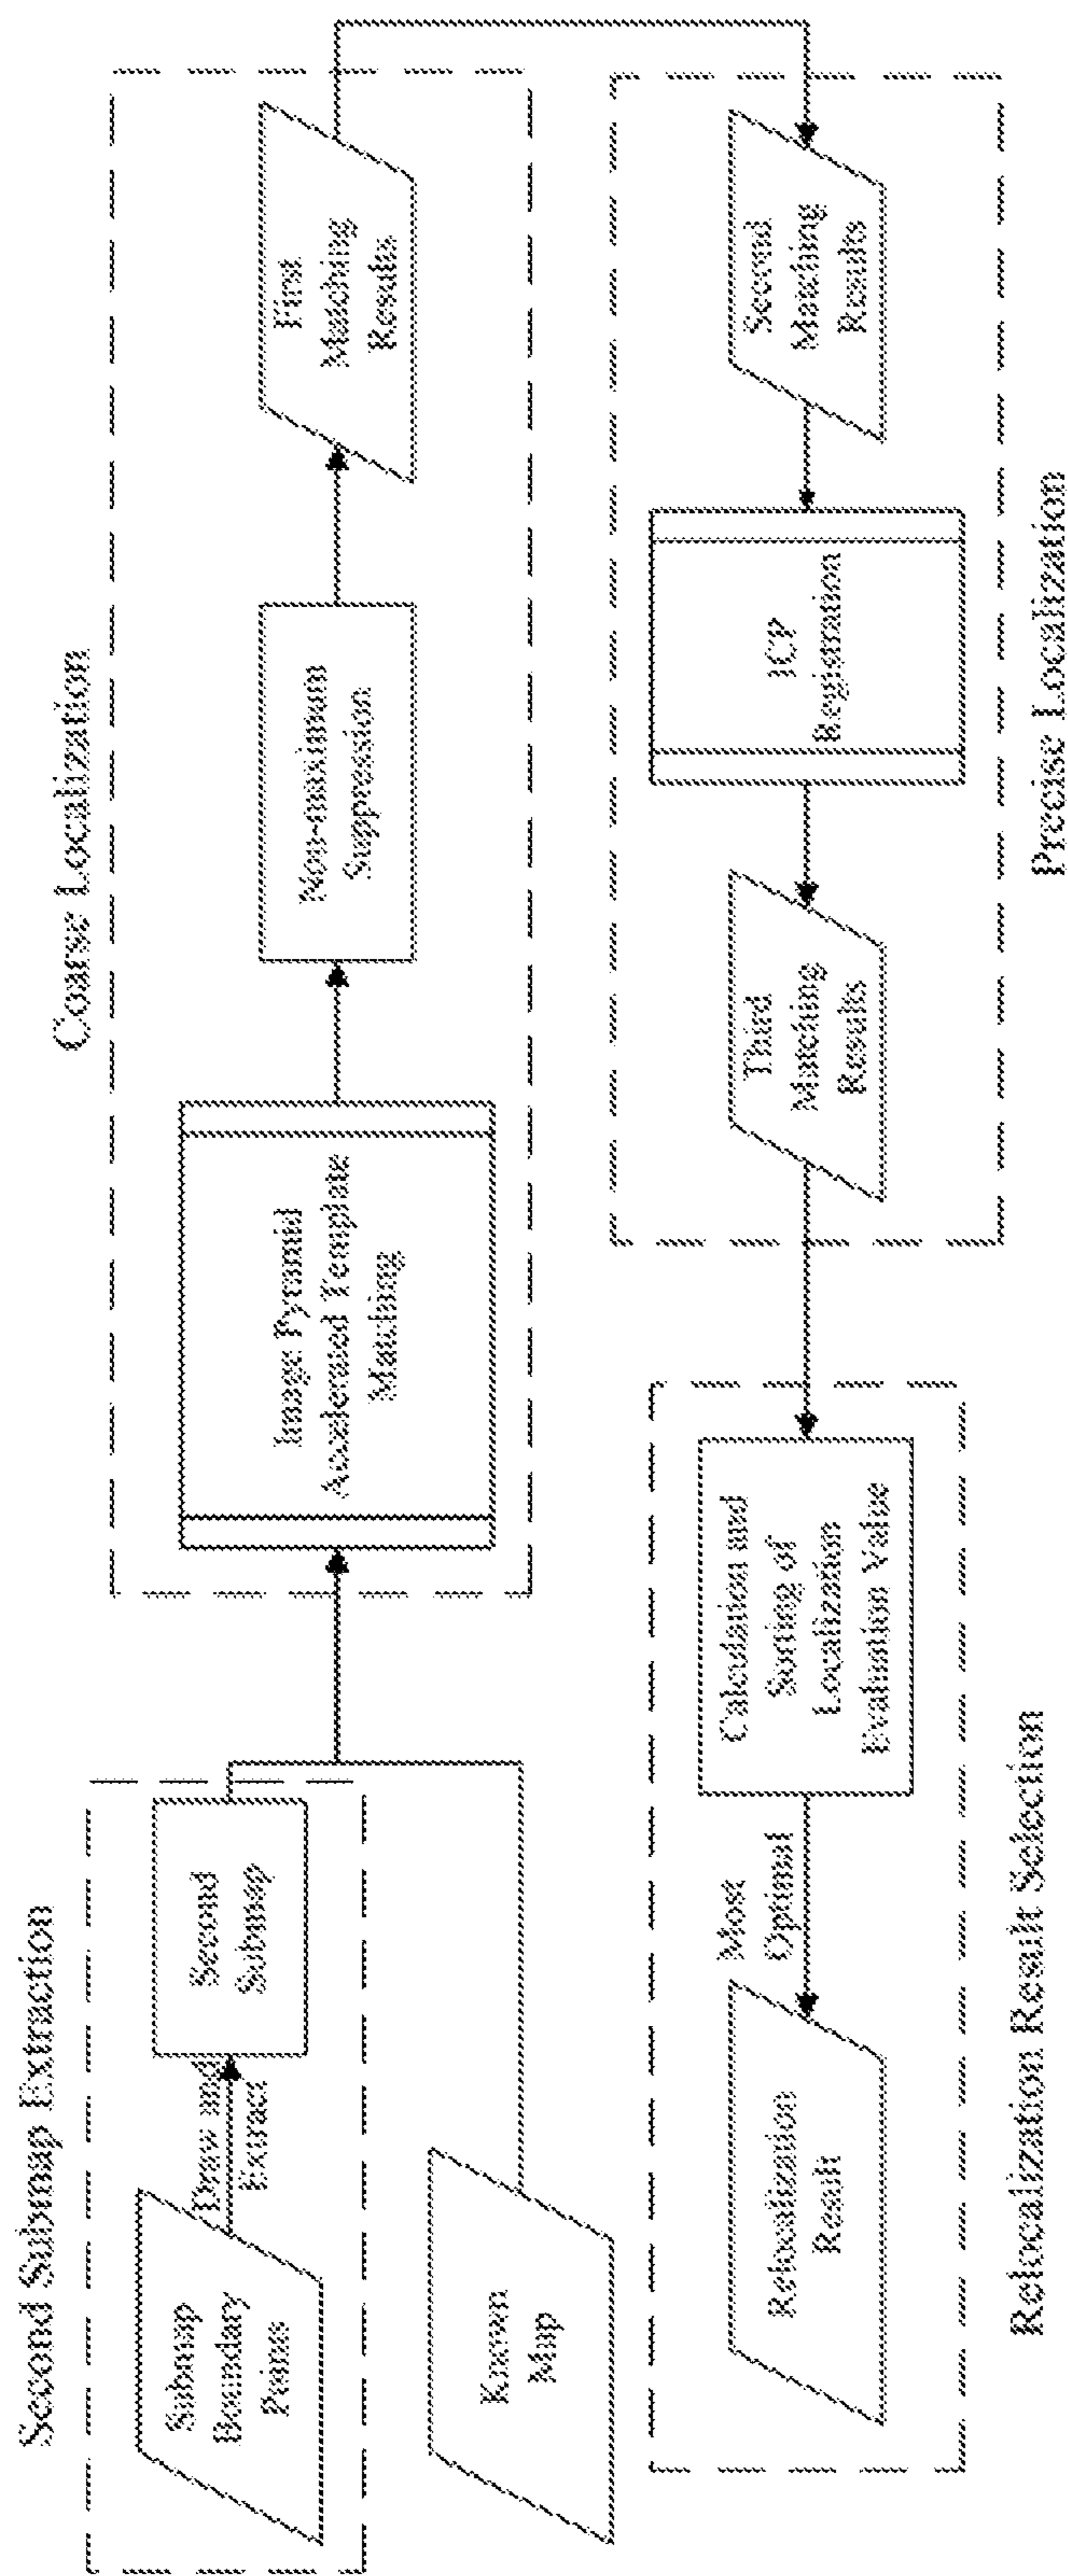 Second Submap Extraction
Submap
Boundary
Points
Draw and
Extract
Second
Submap
Known
Map
Coarse Localization
Image Pyramid
Accelerated Template
Matching
Non-maximum
Suppression
First
Matching
Results
Second
Matching
Results
ICP
Registration
Third
Matching
Results
Precise Localization
Calculation and
Sorting of
Localization
Evaluation Value
Most
Optimal
Relocalization
Result
Relocalization Result Selection